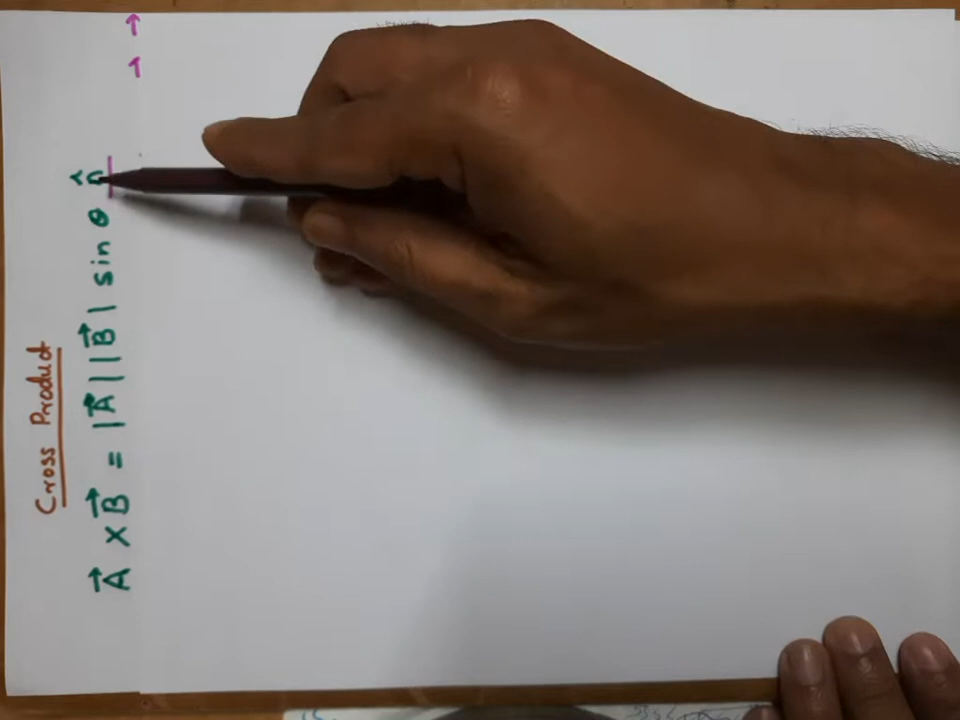 Cross Product
A⃗ × B⃗ = |A⃗| |B⃗| sin θ n̂